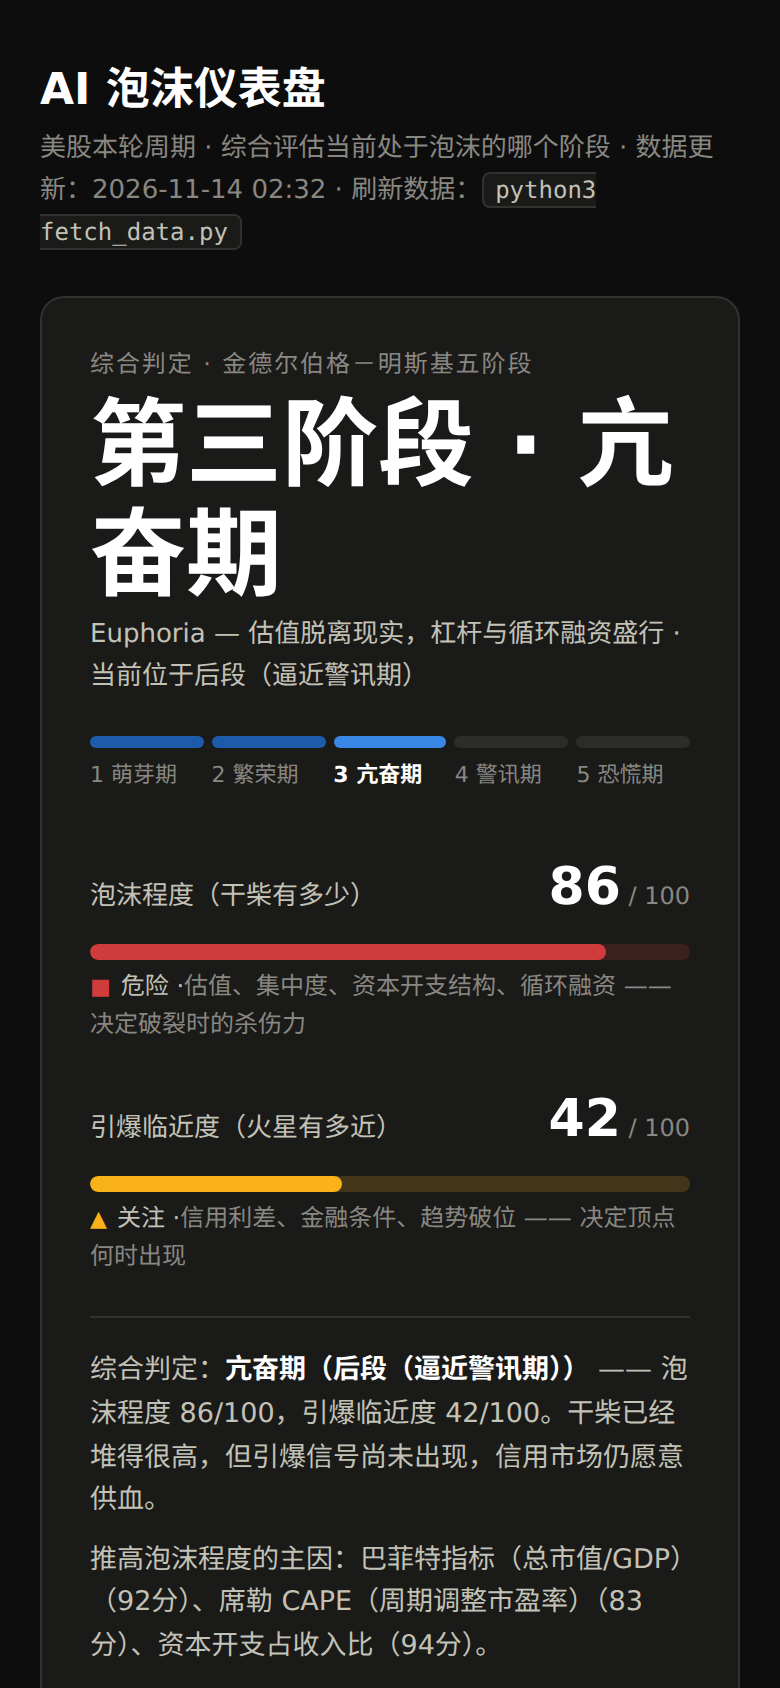 AI 泡沫仪表盘
美股本轮周期 · 综合评估当前处于泡沫的哪个阶段 · 数据更
新：2026-11-14 02:32 · 刷新数据： python3
fetch_data.py
综合判定 · 金德尔伯格－明斯基五阶段
第三阶段 · 亢
奋期
Euphoria — 估值脱离现实，杠杆与循环融资盛行 ·
当前位于后段（逼近警讯期）
1 萌芽期 2 繁荣期 3 亢奋期 4 警讯期 5 恐慌期
泡沫程度（干柴有多少） 86 / 100
■ 危险 ·估值、集中度、资本开支结构、循环融资 ——
决定破裂时的杀伤力
引爆临近度（火星有多近） 42 / 100
▲ 关注 ·信用利差、金融条件、趋势破位 —— 决定顶点
何时出现
综合判定：亢奋期（后段（逼近警讯期）） —— 泡
沫程度 86/100，引爆临近度 42/100。干柴已经
堆得很高，但引爆信号尚未出现，信用市场仍愿意
供血。
推高泡沫程度的主因：巴菲特指标（总市值/GDP）
（92分）、席勒 CAPE（周期调整市盈率）（83
分）、资本开支占收入比（94分）。